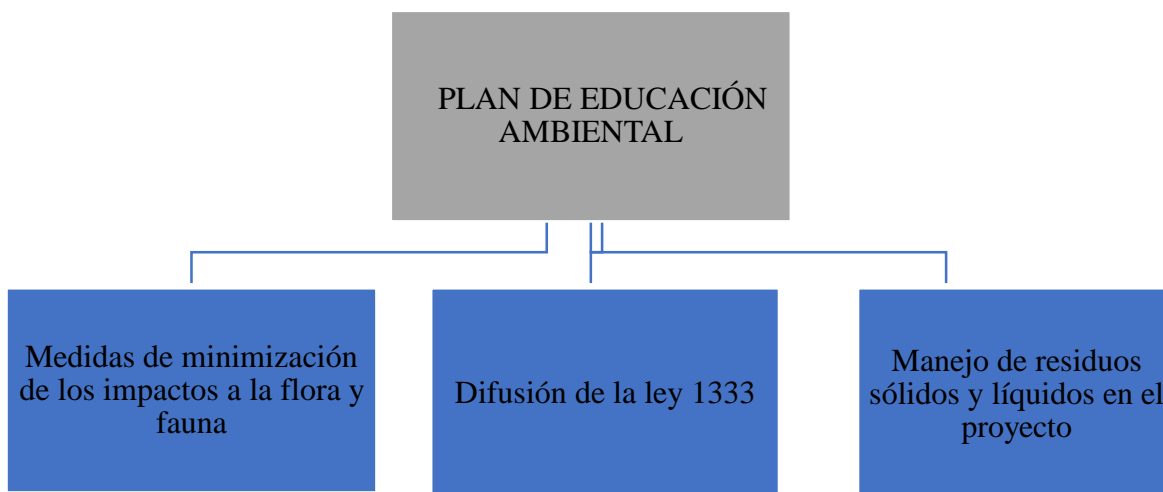 PLAN DE EDUCACIÓN
AMBIENTAL
Medidas de minimización
de los impactos a la flora y
fauna
Difusión de la ley 1333
Manejo de residuos
sólidos y líquidos en el
proyecto